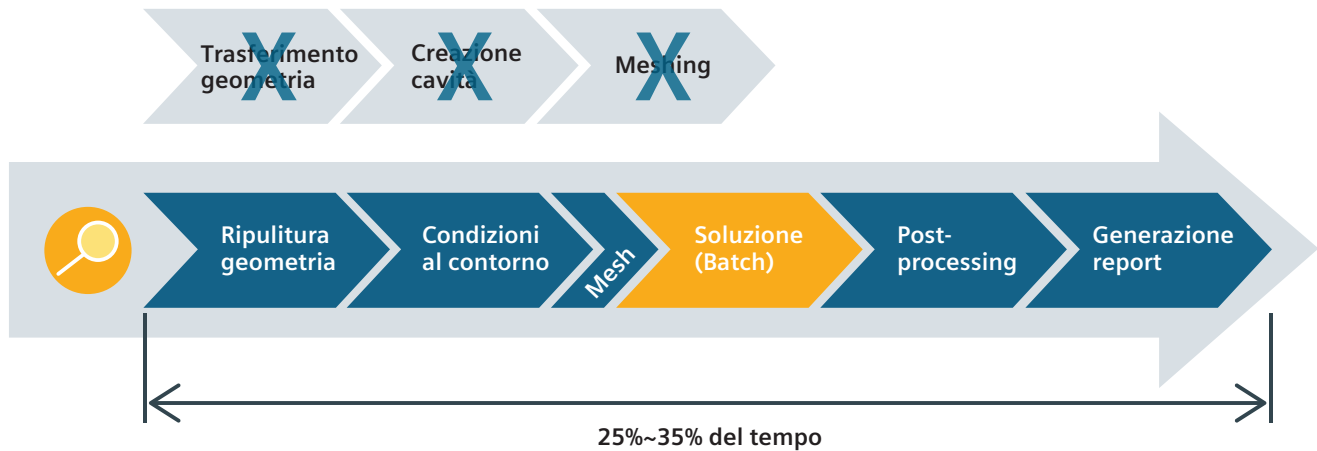 Trasferimento
geometria
X
Creazione
cavità
X
Meshing
X
Ripulitura
geometria
Condizioni
al contorno
Mesh
Soluzione
(Batch)
Post-
processing
Generazione
report
25%~35% del tempo